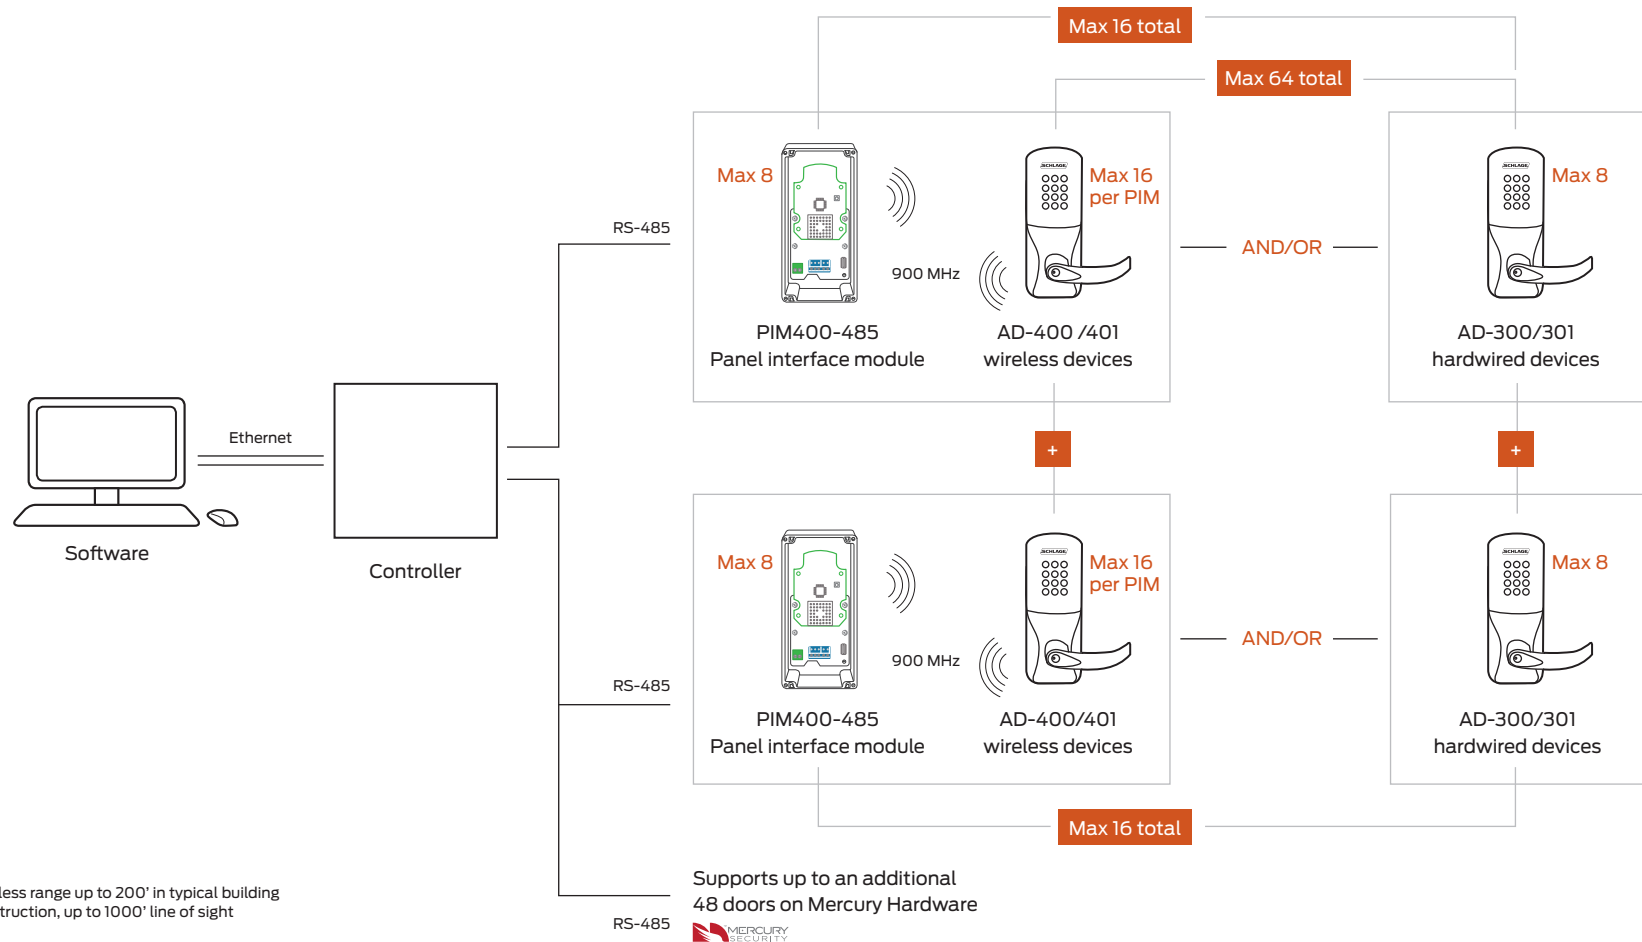 Max 16 total
Max 64 total
Max 8
Max 16
per PIM
SCHLAGE
SCHLAGE
Max 8
RS-485
900 MHz
AND/OR
PIM400-485
Panel interface module
AD-400 /401
wireless devices
AD-300/301
hardwired devices
Ethernet
Software
Controller
+
+
Max 8
Max 16
per PIM
SCHLAGE
SCHLAGE
Max 8
RS-485
900 MHz
AND/OR
PIM400-485
Panel interface module
AD-400/401
wireless devices
AD-300/301
hardwired devices
Max 16 total
Supports up to an additional
48 doors on Mercury Hardware
RS-485
MERCURY
SECURITY
less range up to 200’ in typical building
truction, up to 1000’ line of sight